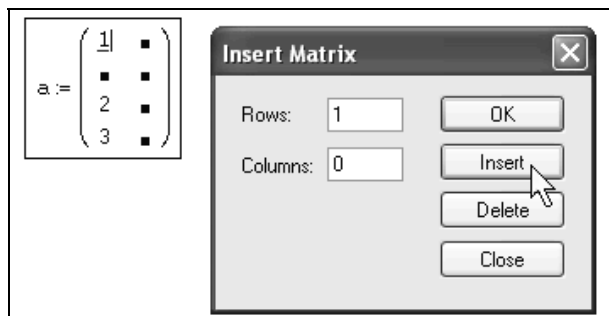 a := 1
2
3
Insert Matrix
Rows: 1
OK
Columns: 0
Insert
Delete
Close